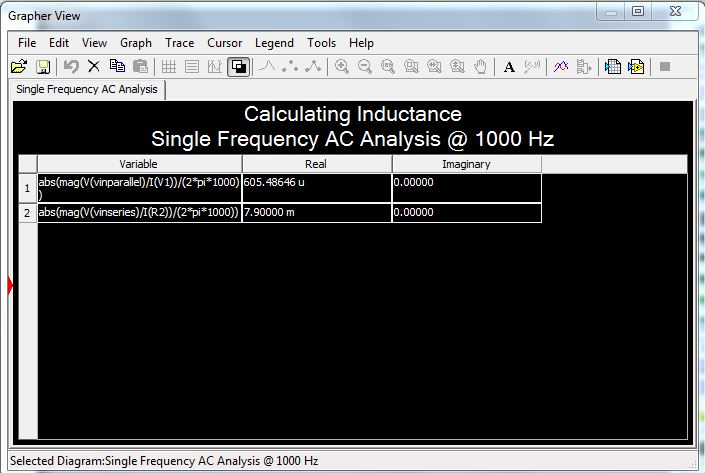 Grapher View
File Edit View Graph Trace Cursor Legend Tools Help
A
Single Frequency AC Analysis
Calculating Inductance
Single Frequency AC Analysis @ 1000 Hz
Variable Real Imaginary
1 abs(mag(V(vinparallel)/I(V1))/(2*pi*1000) 605.48646 u 0.00000
)
2 abs(mag(V(vinseries)/I(R2))/(2*pi*1000)) 7.90000 m 0.00000
Selected Diagram:Single Frequency AC Analysis @ 1000 Hz